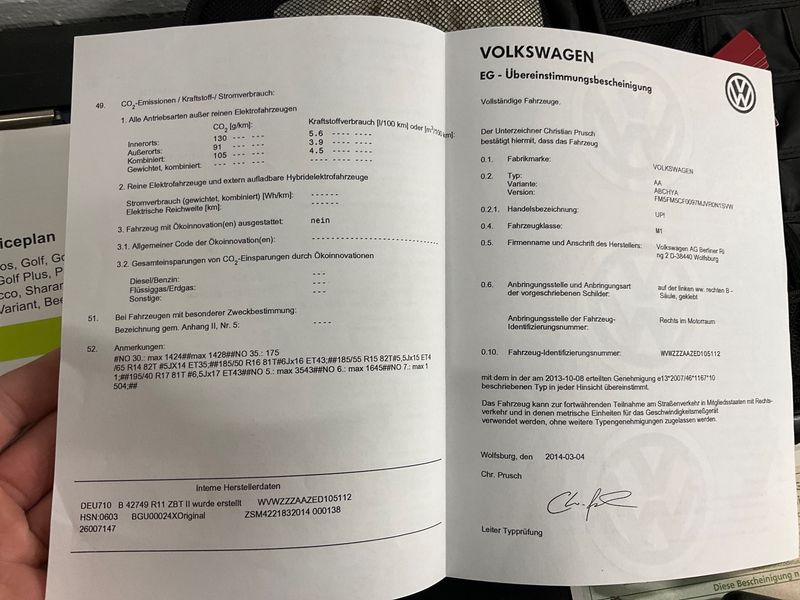 49. CO2-Emissionen / Kraftstoff-/ Stromverbrauch:
1. Alle Antriebsarten außer reinen Elektrofahrzeugen
CO2 [g/km]: Kraftstoffverbrauch [l/100 km] oder [m3/100 km]:
Innerorts: 130 --- --- 5.6 ---- ----
Außerorts: 91 --- --- 3.9 ---- ----
Kombiniert: 105 --- --- 4.5 ---- ----
Gewichtet, kombiniert: --- --- --- ---- ---- ----
2. Reine Elektrofahrzeuge und extern aufladbare Hybridelektrofahrzeuge
Stromverbrauch (gewichtet, kombiniert) [Wh/km]: ------
Elektrische Reichweite [km]: ------
3. Fahrzeug mit Ökoinnovation(en) ausgestattet: nein
3.1. Allgemeiner Code der Ökoinnovation(en): -------------------------
3.2. Gesamteinsparungen von CO2-Einsparungen durch Ökoinnovationen
Diesel/Benzin: ---
Flüssiggas/Erdgas: ---
Sonstige: ---
51. Bei Fahrzeugen mit besonderer Zweckbestimmung:
Bezeichnung gem. Anhang II, Nr. 5: ----
52. Anmerkungen:
#NO 30.: max 1424##max 1428##NO 35.: 175
/65 R14 82T #5JX14 ET35;##185/50 R16 81T#6Jx16 ET43;##185/55 R15 82T#5,5Jx15 ET4
1;##195/40 R17 81T #6,5Jx17 ET43##NO 5.: max 3543##NO 6.: max 1645##NO 7.: max 1
504;##
Interne Herstellerdaten
DEU710 B 42749 R11 ZBT II wurde erstellt WVWZZZAAZED105112
HSN:0603 BGU00024XOriginal ZSM4221832014 000138
26007147
VOLKSWAGEN
EG - Übereinstimmungsbescheinigung
Vollständige Fahrzeuge.
Der Unterzeichner Christian Prusch
bestätigt hiermit, dass das Fahrzeug
0.1. Fabrikmarke: VOLKSWAGEN
0.2. Typ: AA
Variante: ABCHYA
Version: FM5FM5CF0097MJVR0N1SVW
0.2.1. Handelsbezeichnung: UP!
0.4. Fahrzeugklasse: M1
0.5. Firmenname und Anschrift des Herstellers: Volkswagen AG Berliner Ri
ng 2 D-38440 Wolfsburg
0.6. Anbringungsstelle und Anbringungsart
der vorgeschriebenen Schilder: auf der linken ww. rechten B -
Säule, geklebt
Anbringungsstelle der Fahrzeug-
Identifizierungsnummer: Rechts im Motorraum
0.10. Fahrzeug-Identifizierungsnummer: WVWZZZAAZED105112
mit dem in der am 2013-10-08 erteilten Genehmigung e13*2007/46*1167*10
beschriebenen Typ in jeder Hinsicht übereinstimmt.
Das Fahrzeug kann zur fortwährenden Teilnahme am Straßenverkehr in Mitgliedsstaaten mit Rechts-
verkehr und in denen metrische Einheiten für das Geschwindigkeitsmeßgerät
verwendet werden, ohne weitere Typengenehmigungen zugelassen werden.
Wolfsburg, den 2014-03-04
Chr. Prusch
Leiter Typprüfung
iceplan
os, Golf, Go
Golf Plus, P
cco, Sharan
Variant, Bee
Diese Bescheinigung n